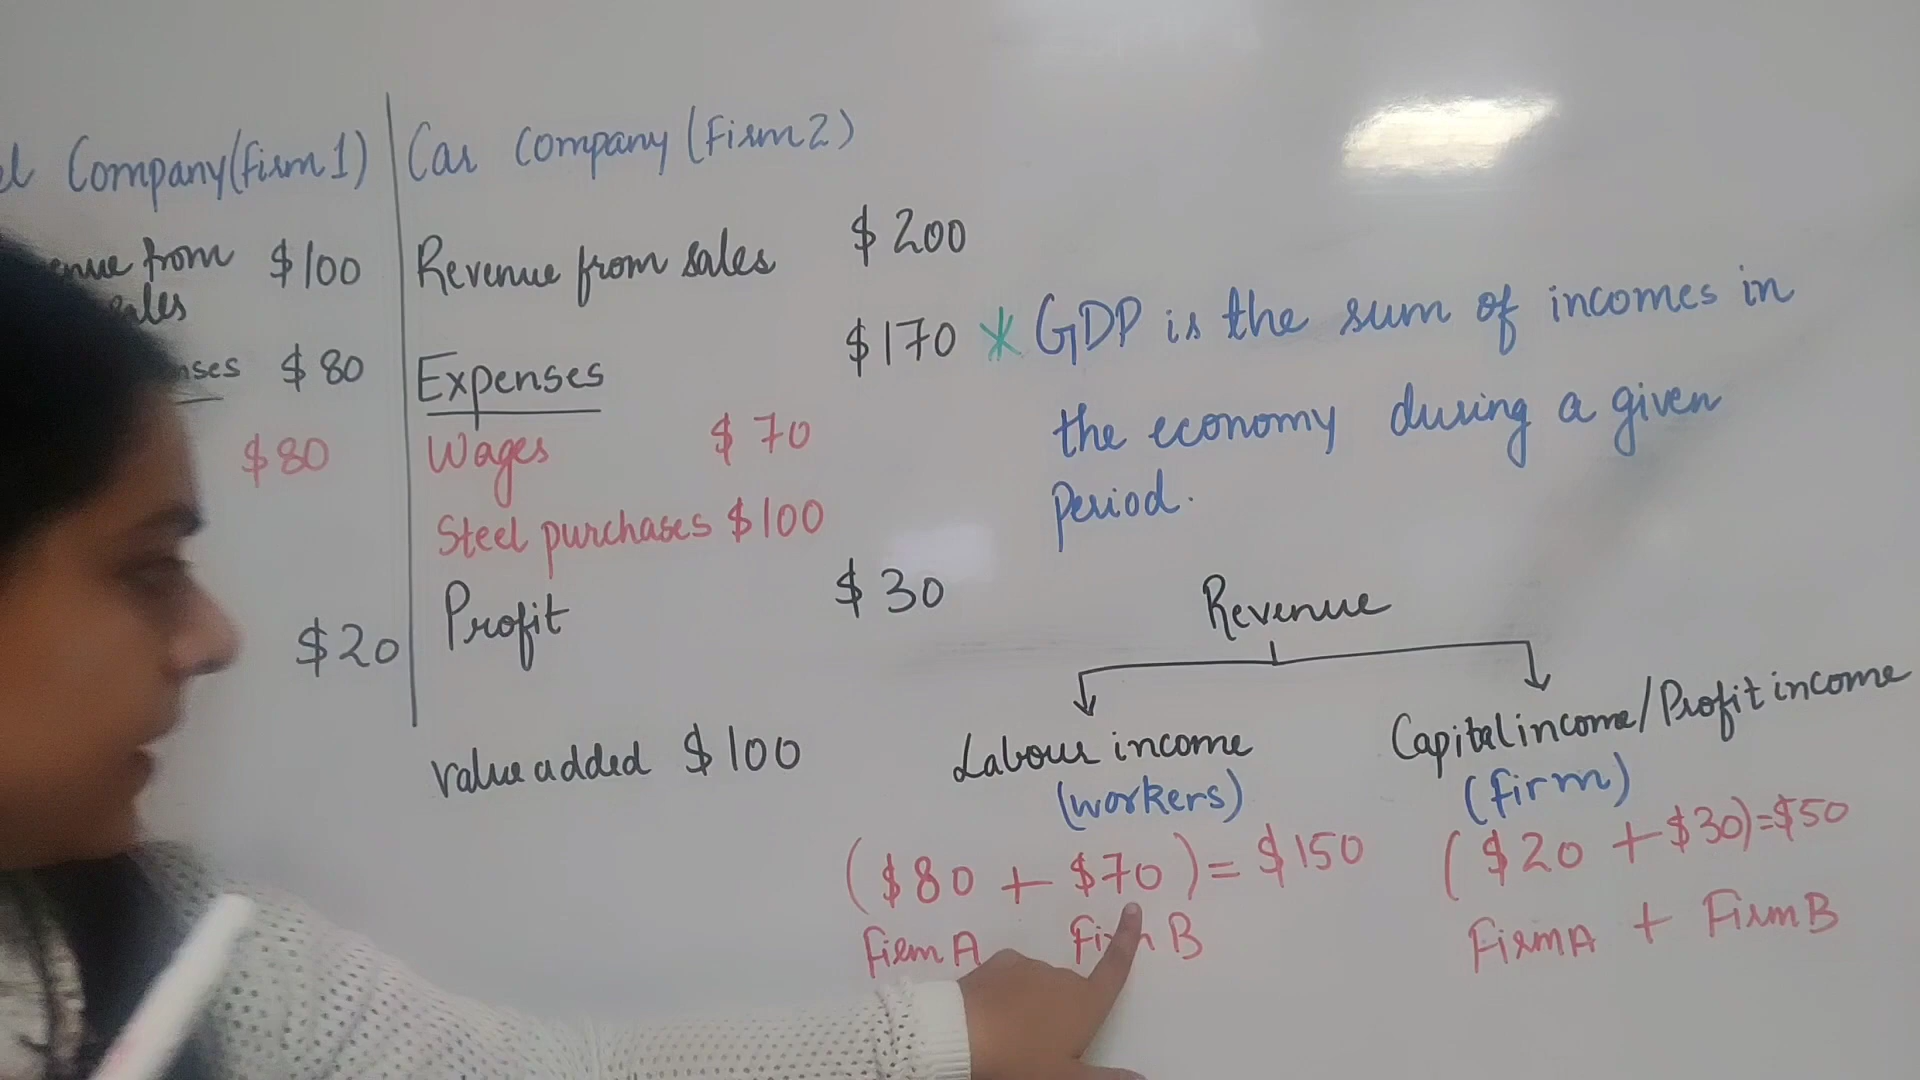 Company (Firm 1)
from $100
sales
$80
$80
$20
Car Company (Firm 2)
Revenue from sales $200
Expenses $170
Wages $70
Steel purchases $100
Profit $30
Value added $100
* GDP is the sum of incomes in
the economy during a given
Period.
Revenue
Labour income
(workers)
($80 + $70) = $150
Firm A Firm B
Capital income/Profit income
(firm)
($20 + $30) = $50
Firm A + Firm B